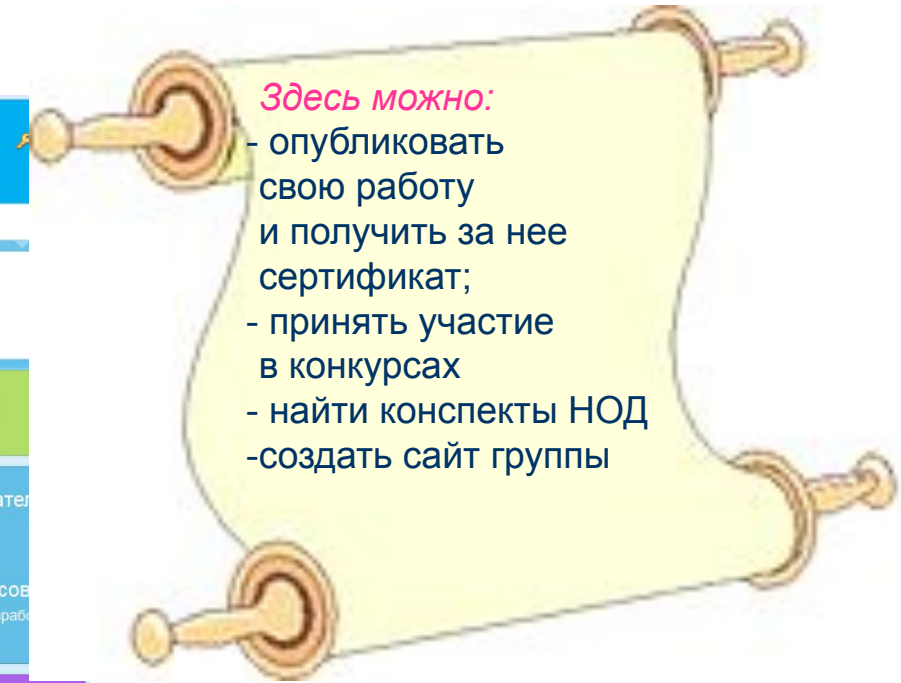 Здесь можно:
- опубликовать
свою работу
и получить за нее
сертификат;
- принять участие
в конкурсах
- найти конспекты НОД
-создать сайт группы